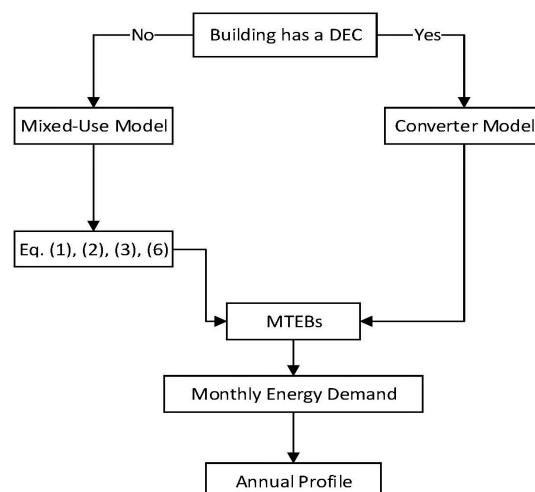 No
Building has a DEC
Yes
Mixed-Use Model
Converter Model
Eq. (1), (2), (3), (6)
MTEBs
Monthly Energy Demand
Annual Profile